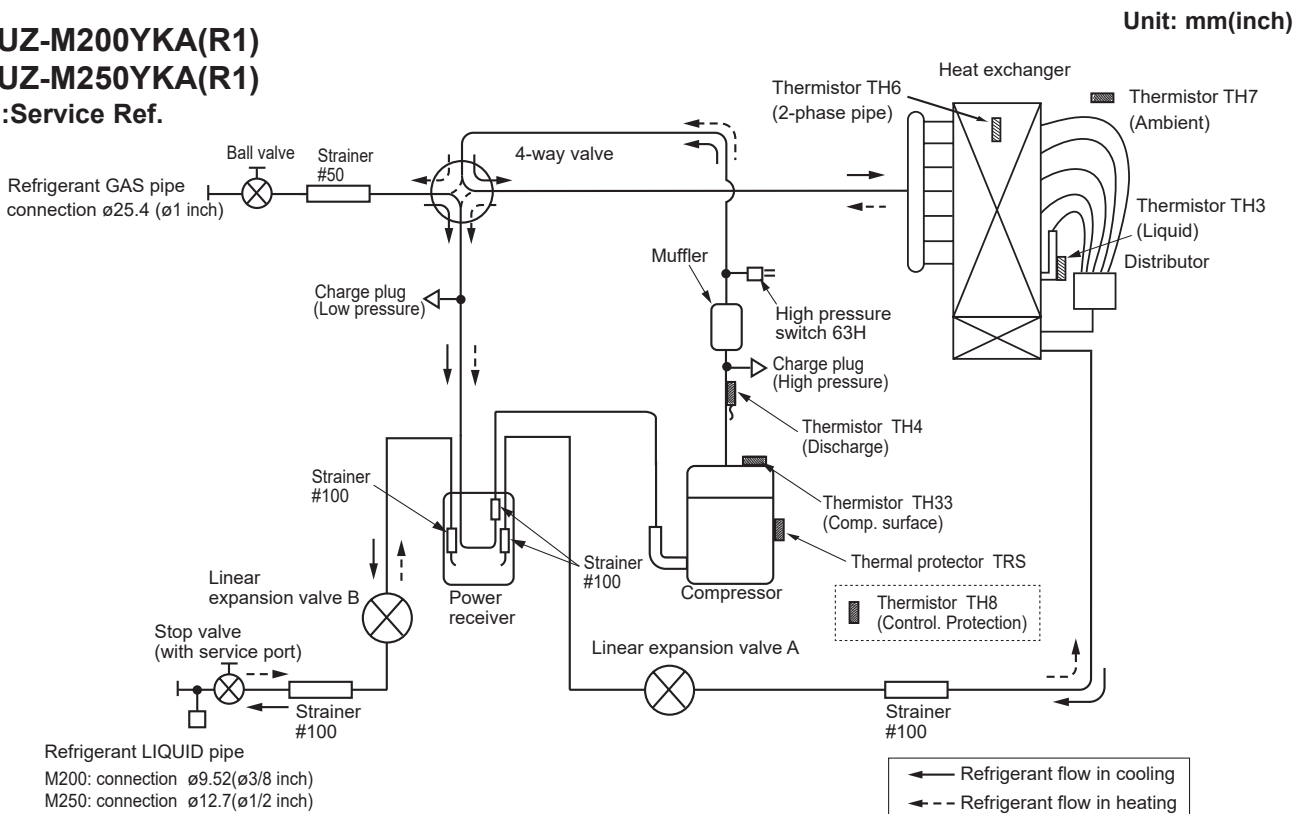 Unit: mm(inch)
UZ-M200YKA(R1)
UZ-M250YKA(R1)
:Service Ref.
Heat exchanger
Thermistor TH6
(2-phase pipe)
Thermistor TH7
(Ambient)
Ball valve
Strainer
#50
4-way valve
Refrigerant GAS pipe
connection ø25.4 (ø1 inch)
Thermistor TH3
(Liquid)
Distributor
Muffler
Charge plug
(Low pressure)
High pressure
switch 63H
Charge plug
(High pressure)
Thermistor TH4
(Discharge)
Strainer
#100
Thermistor TH33
(Comp. surface)
Strainer
#100
Thermal protector TRS
Linear
expansion valve B
Power
receiver
Compressor
Thermistor TH8
(Control. Protection)
Stop valve
(with service port)
Linear expansion valve A
Strainer
#100
Strainer
#100
Refrigerant LIQUID pipe
M200: connection ø9.52(ø3/8 inch)
M250: connection ø12.7(ø1/2 inch)
Refrigerant flow in cooling
Refrigerant flow in heating